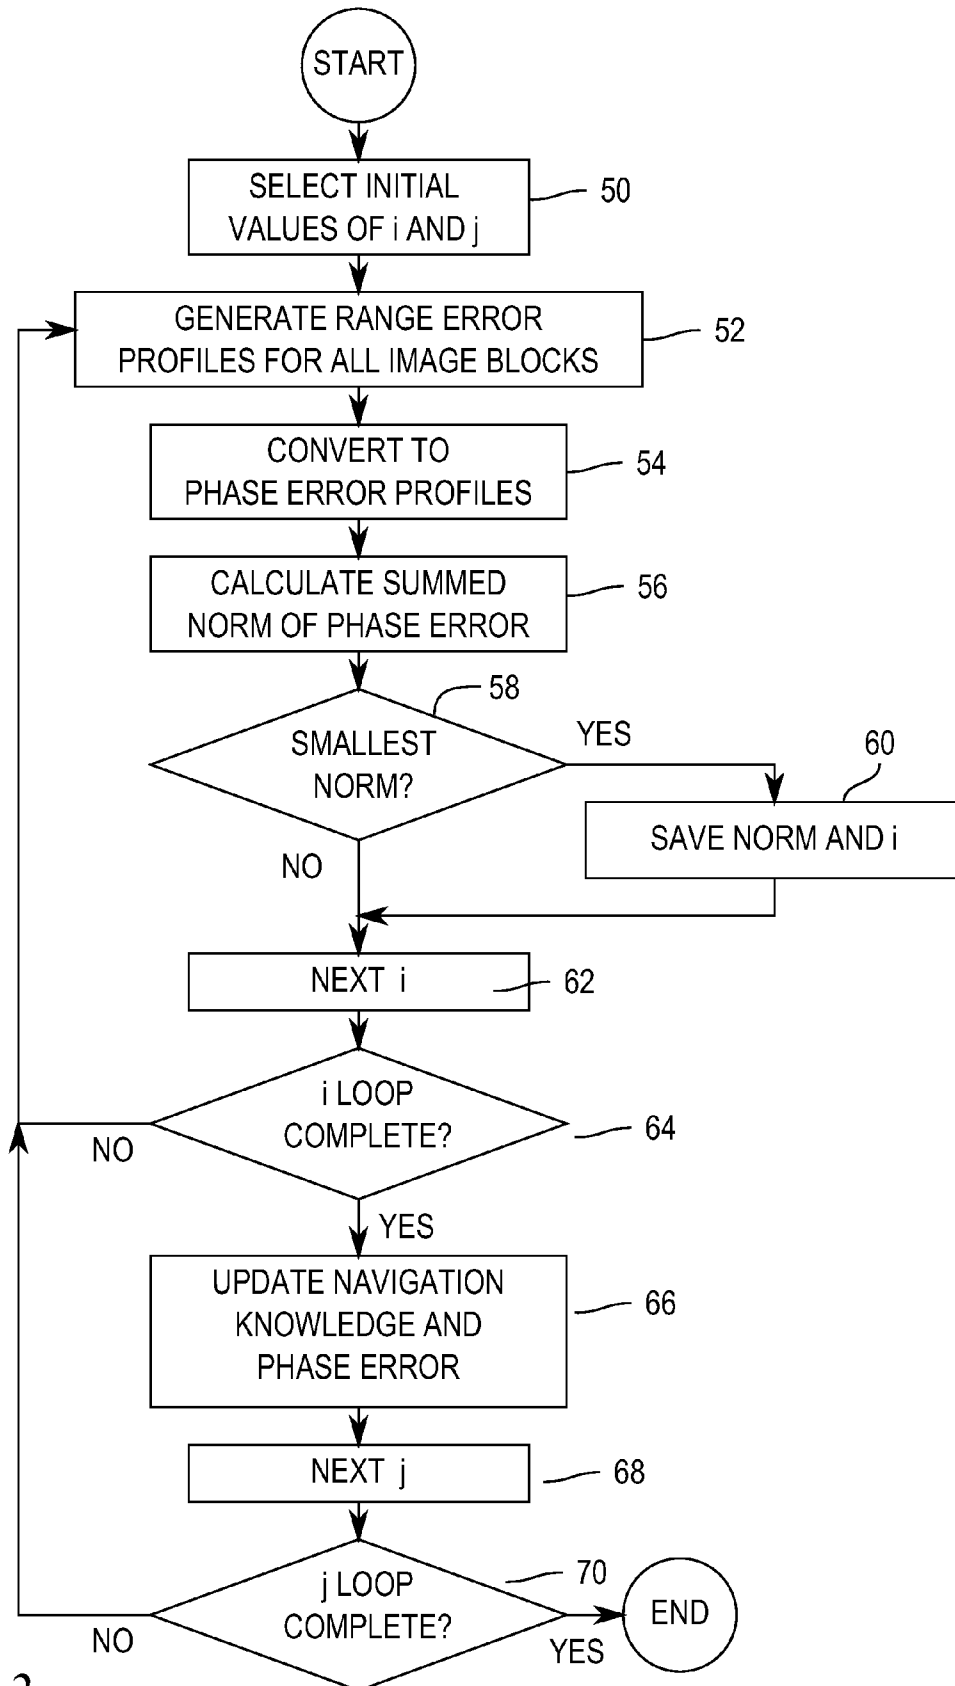 START
SELECT INITIAL
VALUES OF i AND j
50
GENERATE RANGE ERROR
PROFILES FOR ALL IMAGE BLOCKS
52
CONVERT TO
PHASE ERROR PROFILES
54
CALCULATE SUMMED
NORM OF PHASE ERROR
56
58
SMALLEST
NORM?
YES
60
SAVE NORM AND i
NO
NEXT i
62
i LOOP
COMPLETE?
64
NO
YES
UPDATE NAVIGATION
KNOWLEDGE AND
PHASE ERROR
66
NEXT j
68
j LOOP
COMPLETE?
70
NO
YES
END